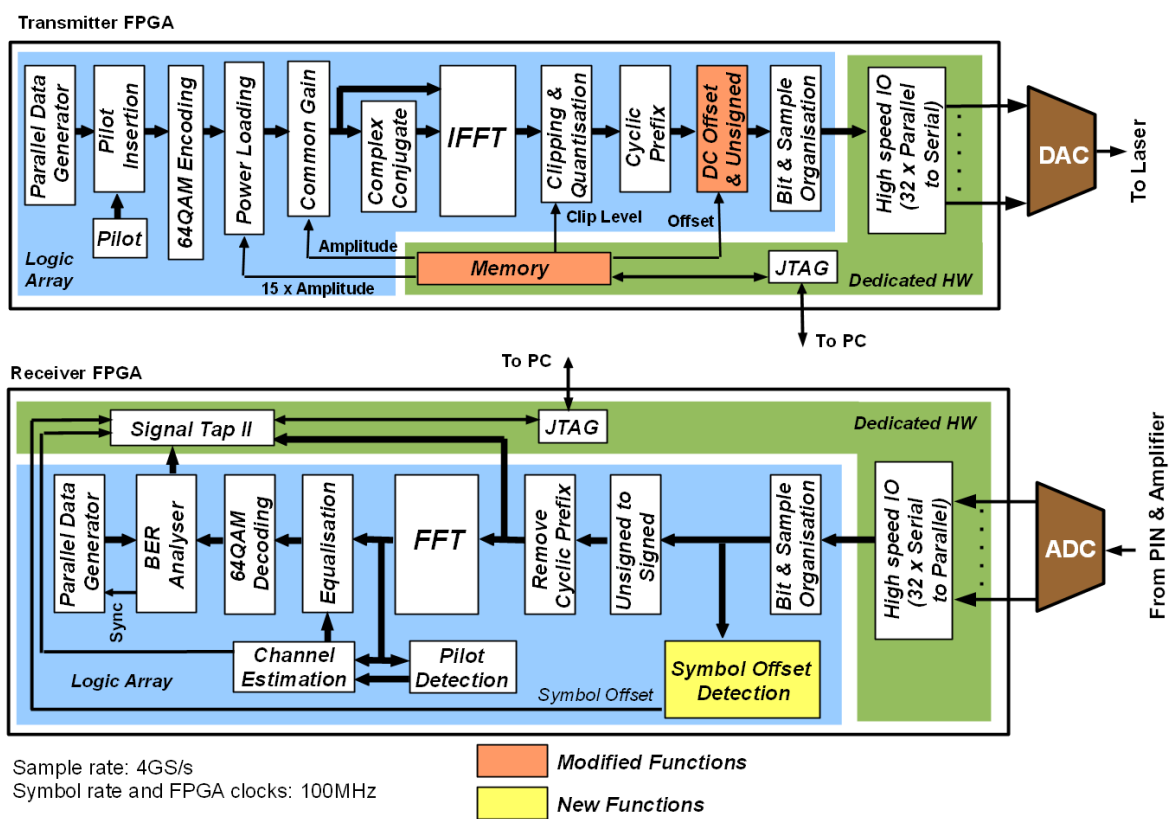 Transmitter FPGA
Parallel Data
Generator
Pilot
Insertion
Pilot
64QAM Encoding
Power Loading
Common Gain
Complex
Conjugate
IFFT
Clipping &
Quantisation
Cyclic
Prefix
DC Offset
& Unsigned
Bit & Sample
Organisation
High speed IO
(32 x Parallel
to Serial)
DAC
To Laser
Clip Level
Offset
Amplitude
Memory
15 x Amplitude
Logic
Array
JTAG
Dedicated HW
To PC
Receiver FPGA
To PC
Signal Tap II
JTAG
Dedicated HW
Parallel Data
Generator
BER
Analyser
64QAM
Decoding
Equalisation
FFT
Remove
Cyclic Prefix
Unsigned to
Signed
Bit & Sample
Organisation
High speed IO
(32 x Serial
to Parallel)
ADC
From PIN & Amplifier
Sync
Channel
Estimation
Pilot
Detection
Symbol Offset
Detection
Logic Array
Symbol Offset
Sample rate: 4GS/s
Symbol rate and FPGA clocks: 100MHz
Modified Functions
New Functions